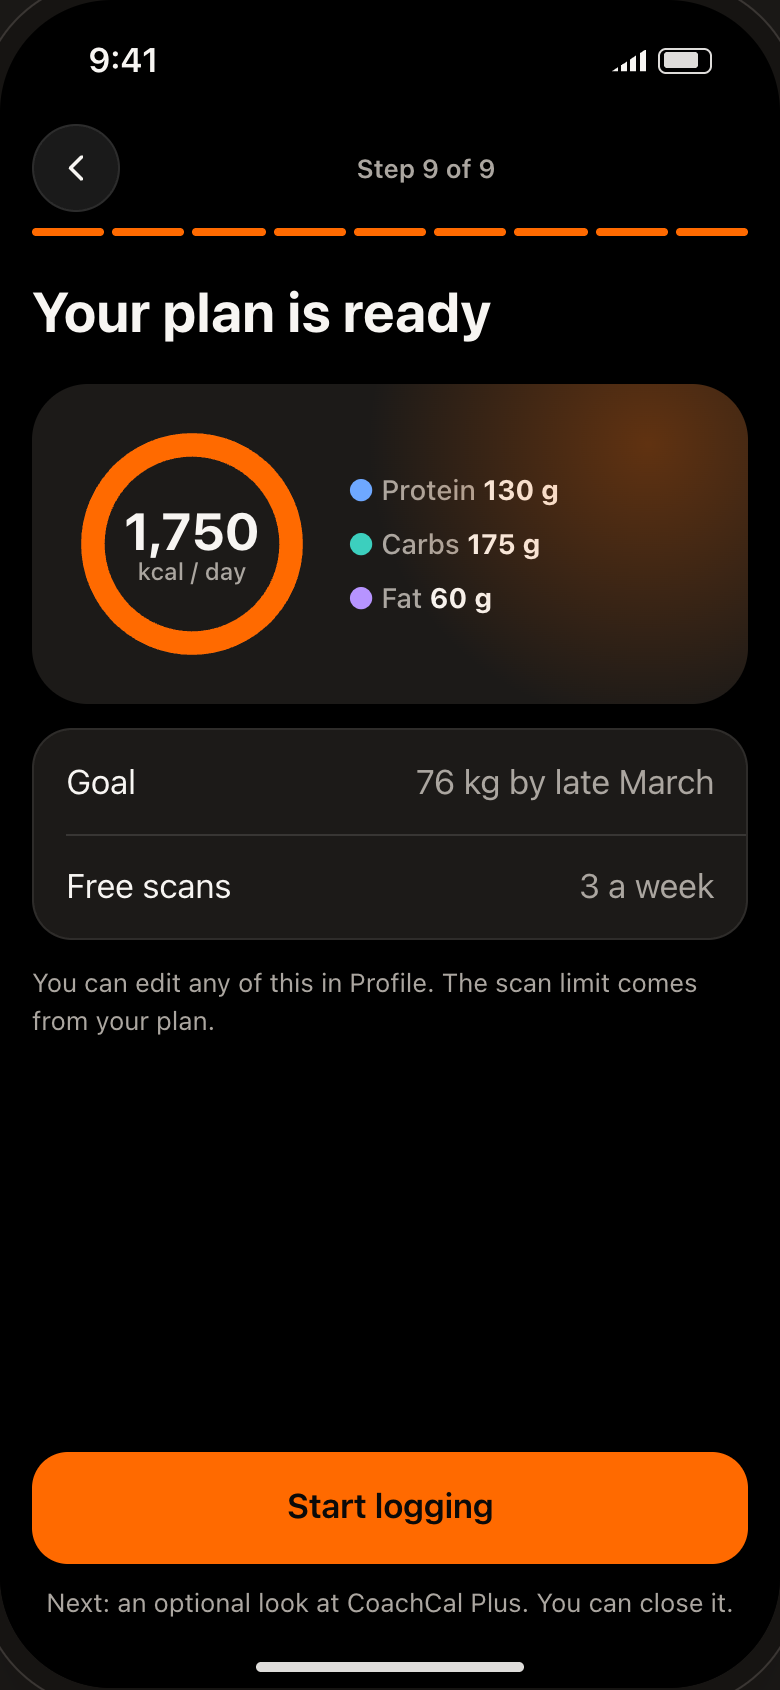 9:41
Step 9 of 9
Your plan is ready
1,750
kcal / day
Protein 130 g
Carbs 175 g
Fat 60 g
Goal 76 kg by late March
Free scans 3 a week
You can edit any of this in Profile. The scan limit comes
from your plan.
Start logging
Next: an optional look at CoachCal Plus. You can close it.